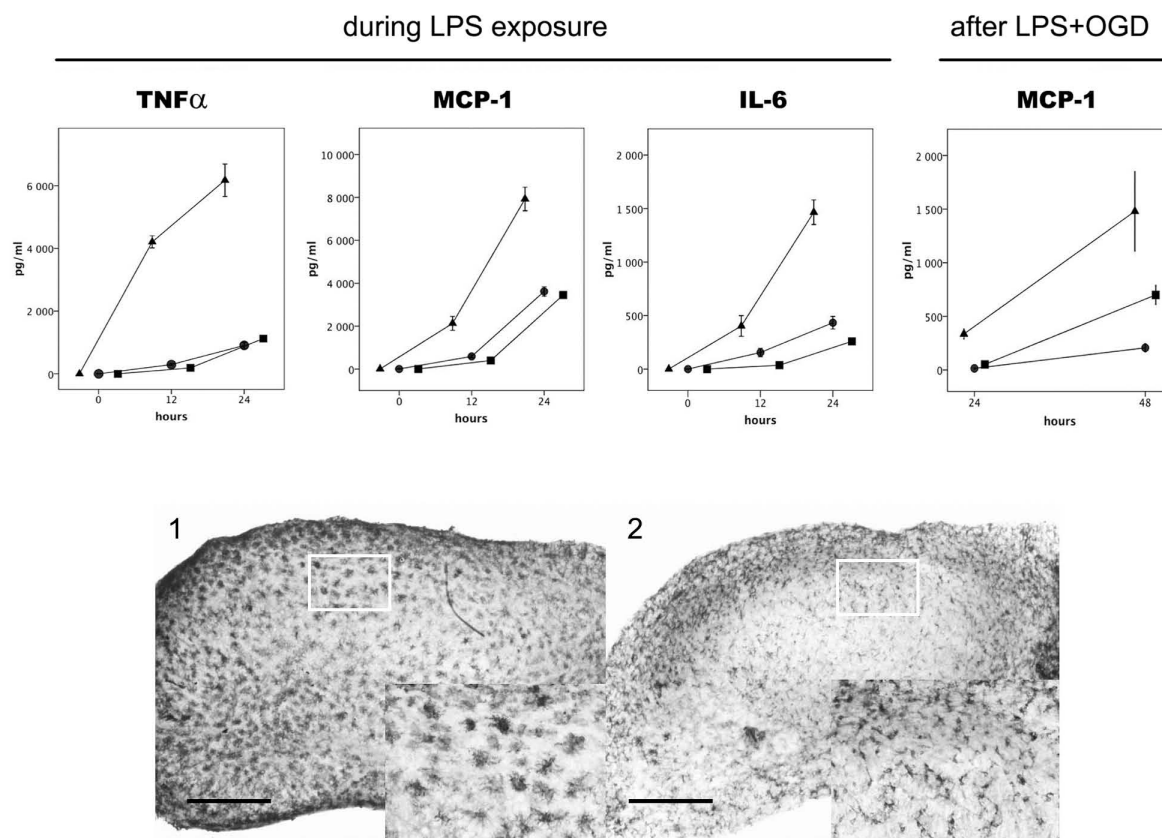 during LPS exposure
after LPS+OGD
TNFα
MCP-1
IL-6
MCP-1
pg/ml
6 000
4 000
2 000
0
0
12
24
hours
pg/ml
10 000
8 000
6 000
4 000
2 000
0
0
12
24
hours
pg/ml
2 000
1 500
1 000
500
0
0
12
24
hours
pg/ml
2 000
1 500
1 000
500
0
24
48
hours
1
2